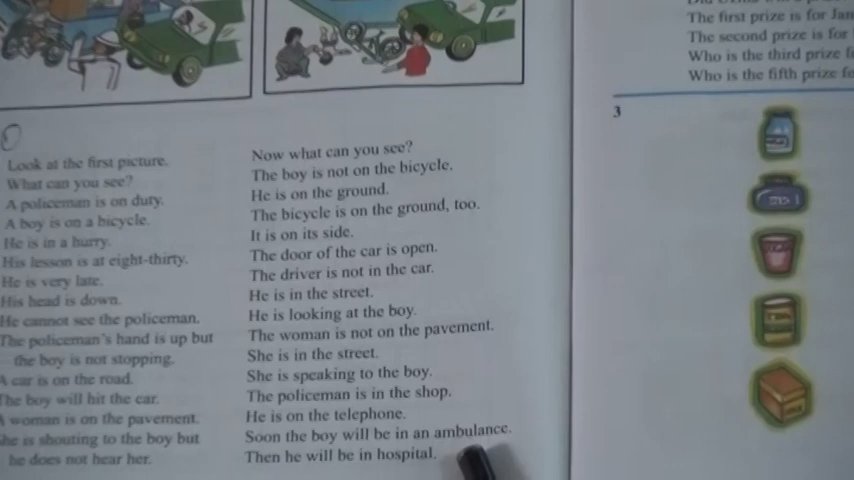 Look at the first picture.
What can you see?
A policeman is on duty.
A boy is on a bicycle.
He is in a hurry.
His lesson is at eight-thirty.
He is very late.
His head is down.
He cannot see the policeman.
The policeman's hand is up but
the boy is not stopping.
A car is on the road.
The boy will hit the car.
A woman is on the pavement.
She is shouting to the boy but
he does not hear her.
Now what can you see?
The boy is not on the bicycle.
He is on the ground.
The bicycle is on the ground, too.
It is on its side.
The door of the car is open.
The driver is not in the car.
He is in the street.
He is looking at the boy.
The woman is not on the pavement.
She is in the street.
She is speaking to the boy.
The policeman is in the shop.
He is on the telephone.
Soon the boy will be in an ambulance.
Then he will be in hospital.
The first prize is for Jan
The second prize is for
Who is the third prize
Who is the fifth prize
3